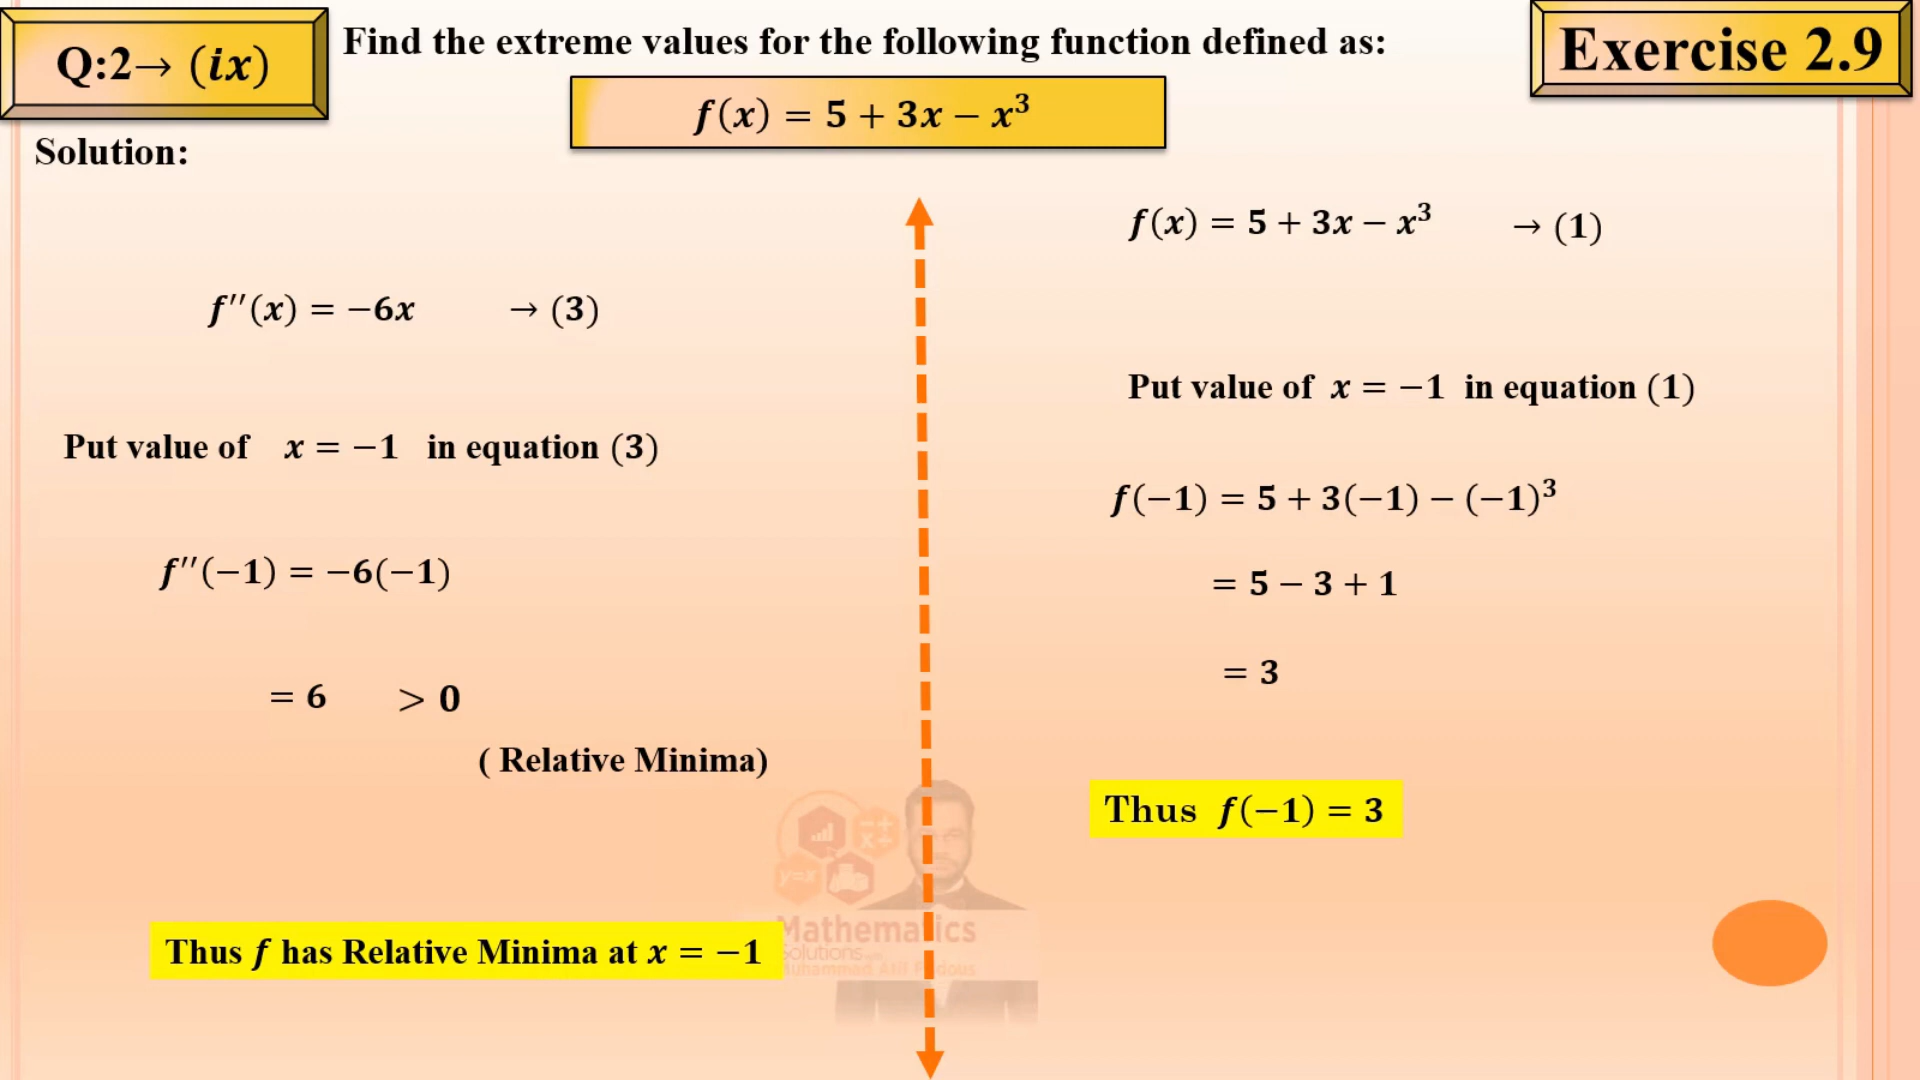 Q:2→ (ix)
Find the extreme values for the following function defined as:
Exercise 2.9
f(x) = 5 + 3x − x³
Solution:
f′′(x) = −6x → (3)
Put value of x = −1 in equation (3)
f′′(−1) = −6(−1)
= 6 > 0
( Relative Minima)
Thus f has Relative Minima at x = −1
f(x) = 5 + 3x − x³ → (1)
Put value of x = −1 in equation (1)
f(−1) = 5 + 3(−1) − (−1)³
= 5 − 3 + 1
= 3
Thus f(−1) = 3
y=x
Mathematics
Solutions
Muhammad